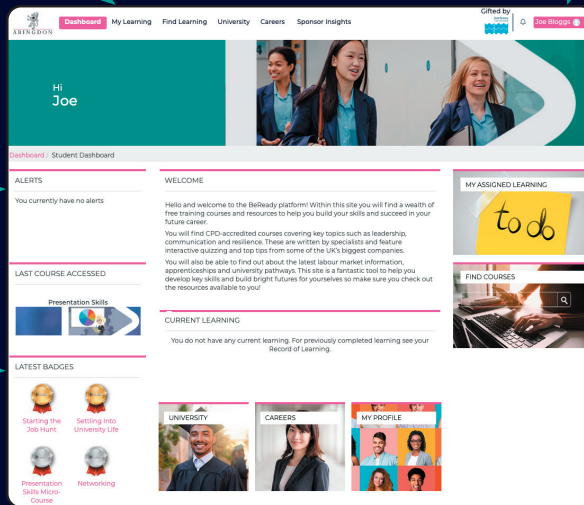 Gifted by
ABINGDON
Dashboard My Learning Find Learning University Careers Sponsor Insights
Joe Bloggs
Hi
Joe
Dashboard / Student Dashboard
ALERTS
You currently have no alerts
LAST COURSE ACCESSED
Presentation Skills
LATEST BADGES
Starting the
Job Hunt
Settling Into
University Life
Presentation
Skills Micro-
Course
Networking
WELCOME
Hello and welcome to the BeReady platform! Within this site you will find a wealth of
free training courses and resources to help you build your skills and succeed in your
future career.
You will find CPD-accredited courses covering key topics such as leadership,
communication and resilience. These are written by specialists and feature
interactive quizzing and top tips from some of the UK's biggest companies.
You will also be able to find out about the latest labour market information,
apprenticeships and university pathways. This site is a fantastic tool to help you
develop key skills and build bright futures for yourselves so make sure you check out
the resources available to you!
CURRENT LEARNING
You do not have any current learning. For previously completed learning see your
Record of Learning.
UNIVERSITY
CAREERS
MY PROFILE
MY ASSIGNED LEARNING
to do
FIND COURSES